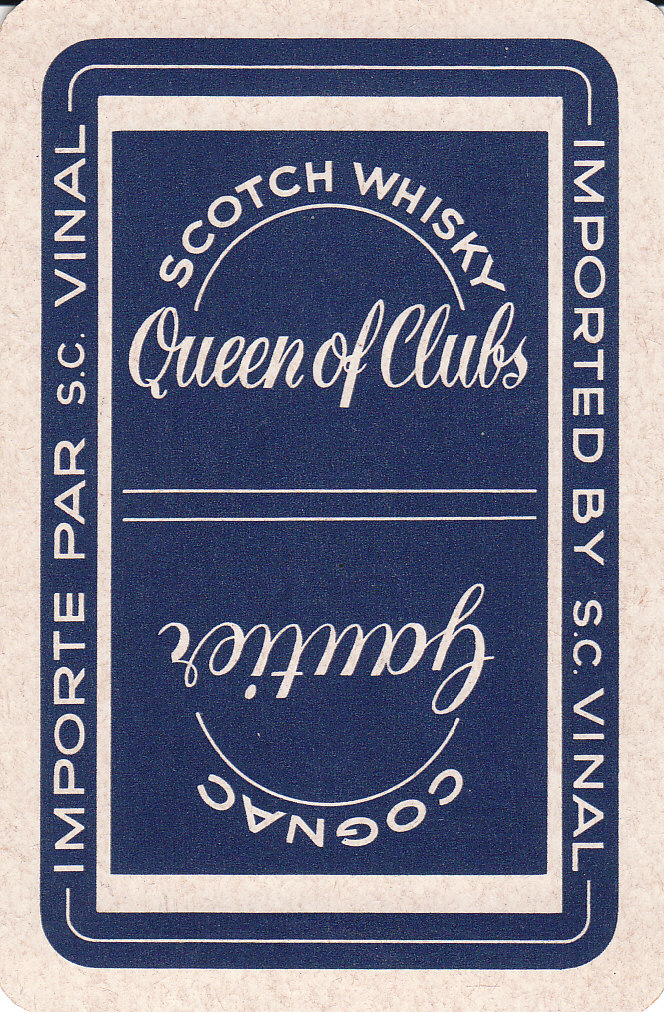 SCOTCH WHISKY
Queen of Clubs
Gautier
COGNAC
IMPORTE PAR S.C. VINAL
IMPORTED BY S.C. VINAL